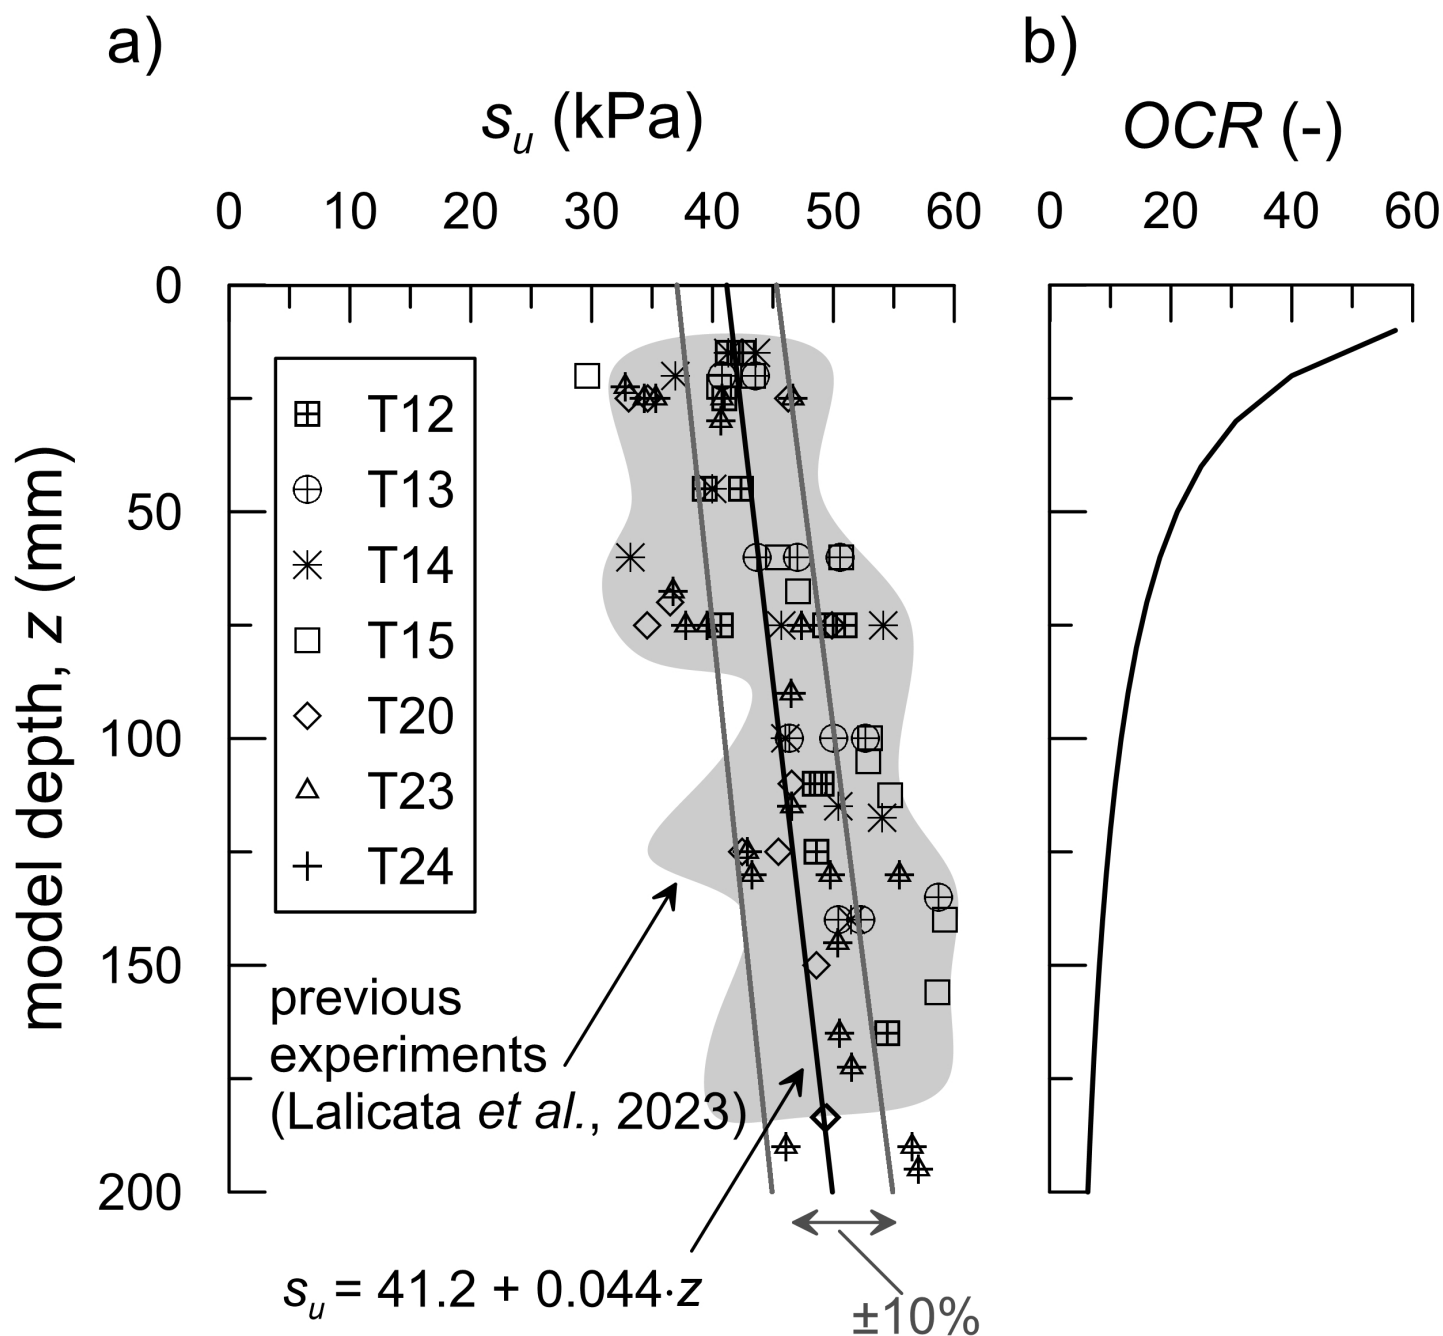 a)
b)
su (kPa)
OCR (-)
0 10 20 30 40 50 60
0 20 40 60
model depth, z (mm)
0
50
100
150
200
T12
T13
T14
T15
T20
T23
T24
previous
experiments
(Lalicata et al., 2023)
su = 41.2 + 0.044·z
±10%